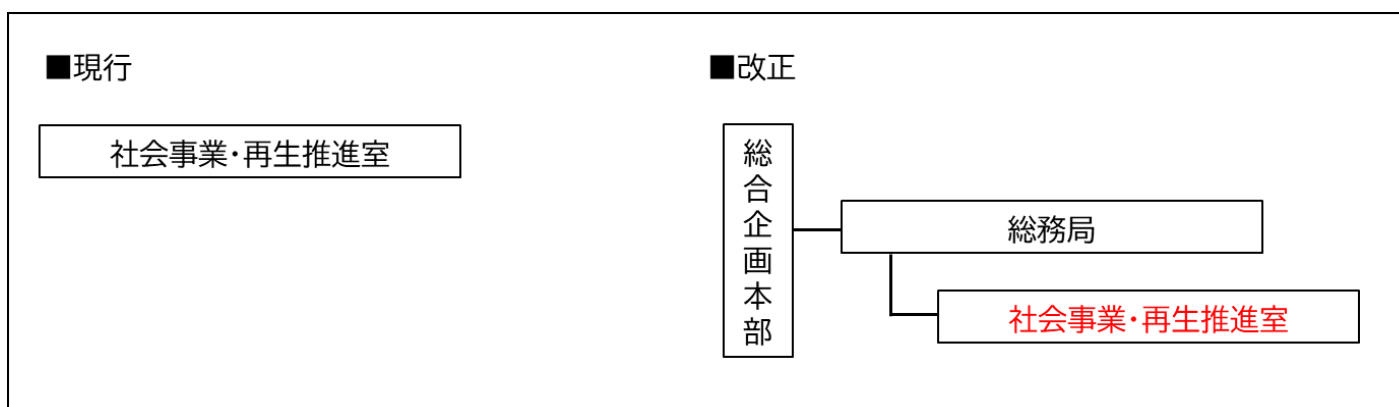 ■現行
社会事業・再生推進室
■改正
総合企画本部
総務局
社会事業・再生推進室